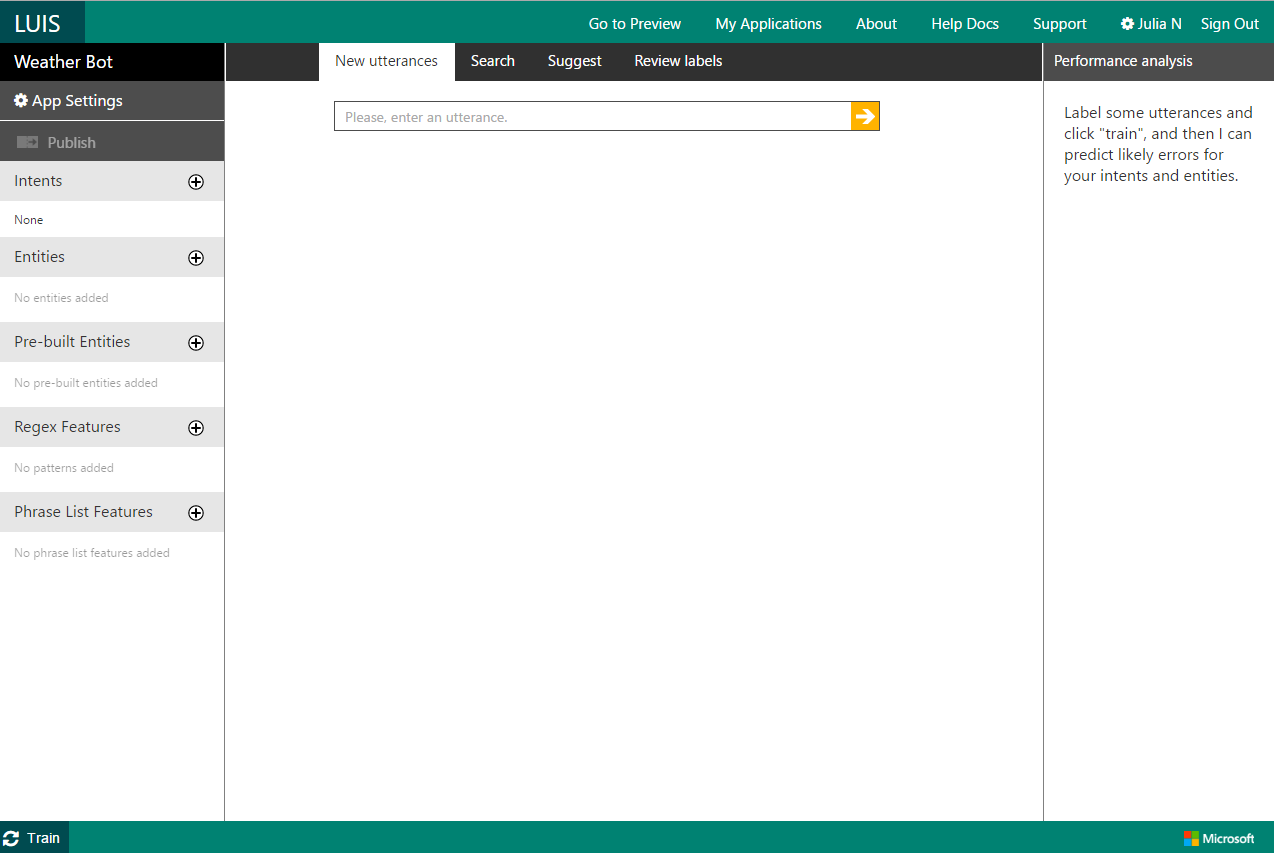 LUIS
Go to Preview
My Applications
About
Help Docs
Support
Julia N
Sign Out
Weather Bot
New utterances
Search
Suggest
Review labels
Performance analysis
App Settings
Publish
Intents
None
Entities
No entities added
Pre-built Entities
No pre-built entities added
Regex Features
No patterns added
Phrase List Features
No phrase list features added
Please, enter an utterance.
Label some utterances and
click "train", and then I can
predict likely errors for
your intents and entities.
Train
Microsoft